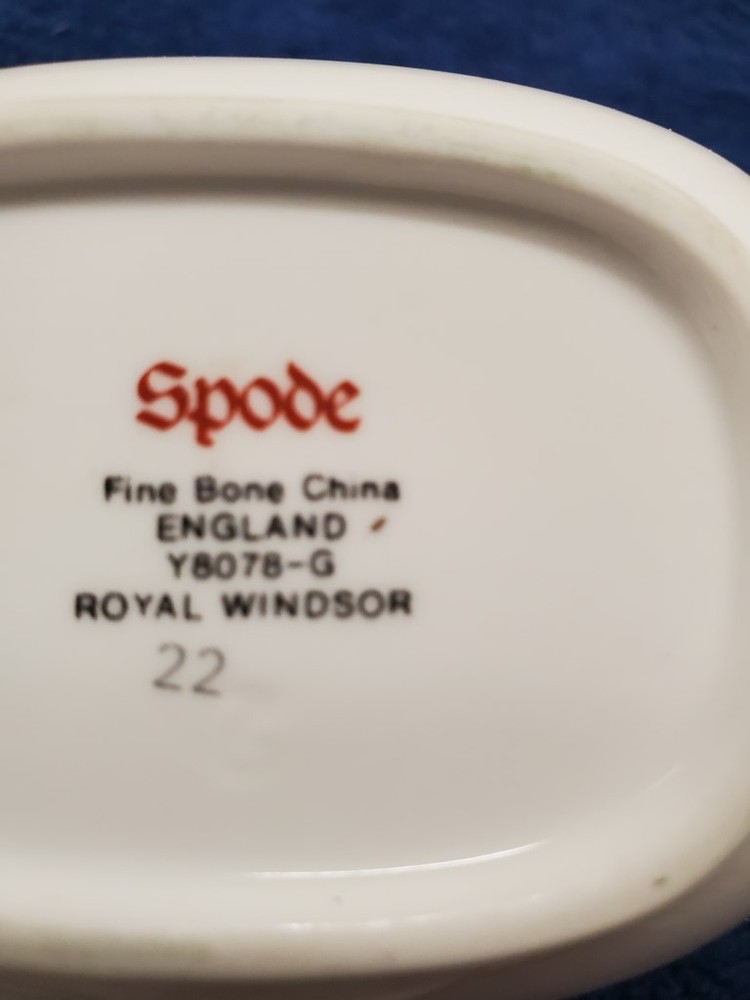 Spode
Fine Bone China
ENGLAND
Y8078-G
ROYAL WINDSOR
22